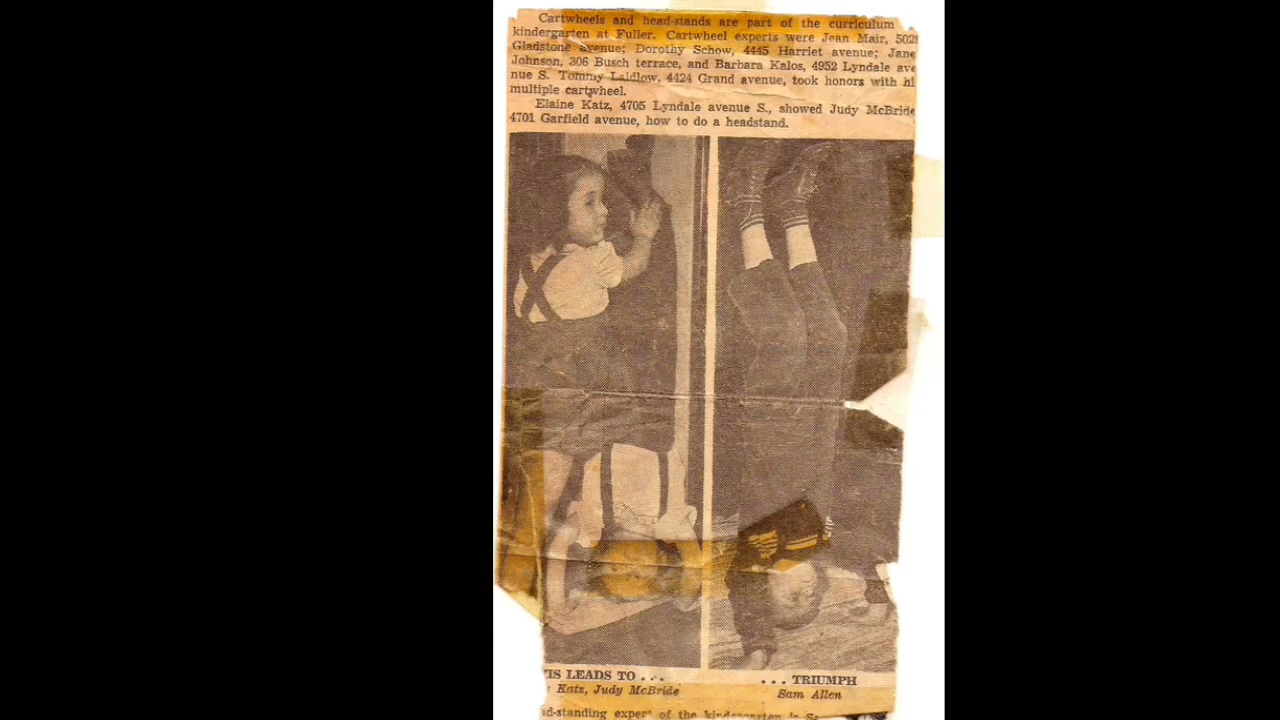 Cartwheels and head-stands are part of the curriculum
kindergarten at Fuller. Cartwheel experts were Jean Mair, 502
Gladstone avenue; Dorothy Schow, 4445 Harriet avenue; Jane
Johnson, 306 Busch terrace, and Barbara Kalos, 4952 Lyndale ave
nue S. Tommy Laidlow, 4424 Grand avenue, took honors with hi
multiple cartwheel.
Elaine Katz, 4705 Lyndale avenue S., showed Judy McBride
4701 Garfield avenue, how to do a headstand.
IS LEADS TO . . .
Katz, Judy McBride
. . . TRIUMPH
Sam Allen
d-standing expert of the kindergarten is